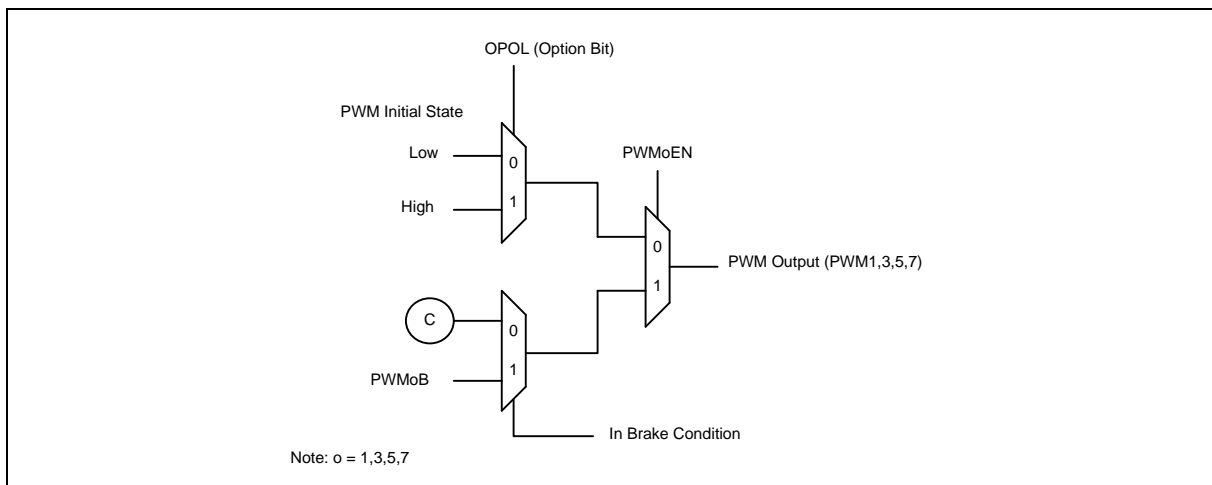 OPOL (Option Bit)
PWM Initial State
Low
0
High
1
PWMoEN
0
1
PWM Output (PWM1,3,5,7)
C
0
PWMoB
1
In Brake Condition
Note: o = 1,3,5,7